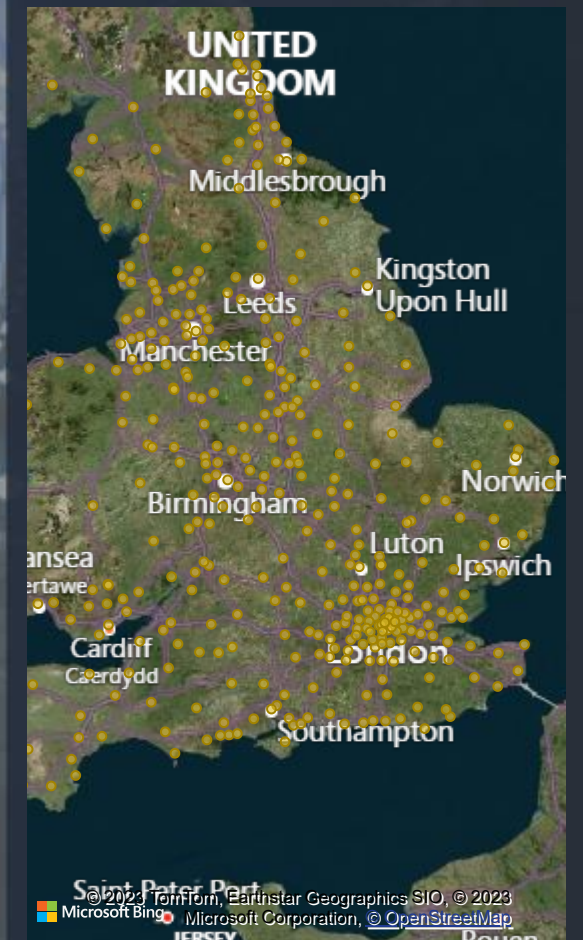 UNITED
KINGDOM
Middlesbrough
Kingston
Upon Hull
Leeds
Manchester
Norwich
Birmingham
Luton
ansea
ertawe
Ipswich
Cardiff
Caerdydd
London
Southampton
Saint Peter Port
© 2023 TomTom, Earthstar Geographics SIO, © 2023
Microsoft Bing
Microsoft Corporation, © OpenStreetMap
JERSEY